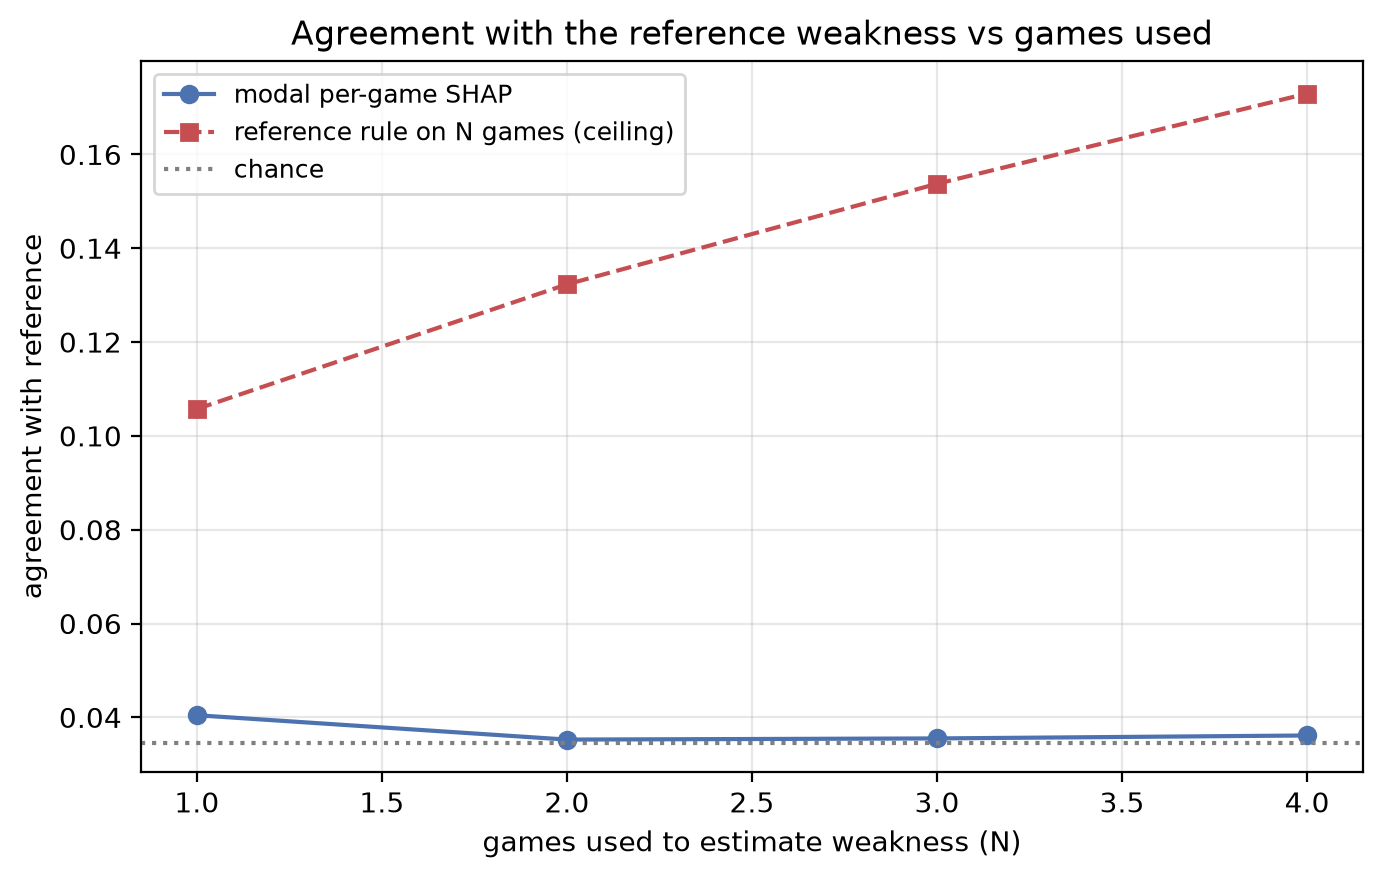 Agreement with the reference weakness vs games used
modal per-game SHAP
reference rule on N games (ceiling)
chance
agreement with reference
0.16
0.14
0.12
0.10
0.08
0.06
0.04
1.0 1.5 2.0 2.5 3.0 3.5 4.0
games used to estimate weakness (N)